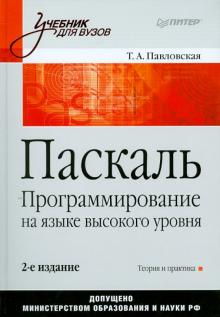 Учебник
для вузов
ПИТЕР
Т. А. Павловская
Паскаль
Программирование
на языке высокого уровня
2-е издание
Теория и практика
ДОПУЩЕНО
МИНИСТЕРСТВОМ ОБРАЗОВАНИЯ И НАУКИ РФ